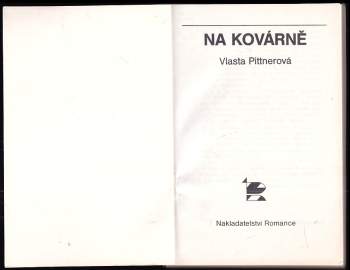 NA KOVÁRNĚ
Vlasta Pittnerová
Nakladatelství Romance